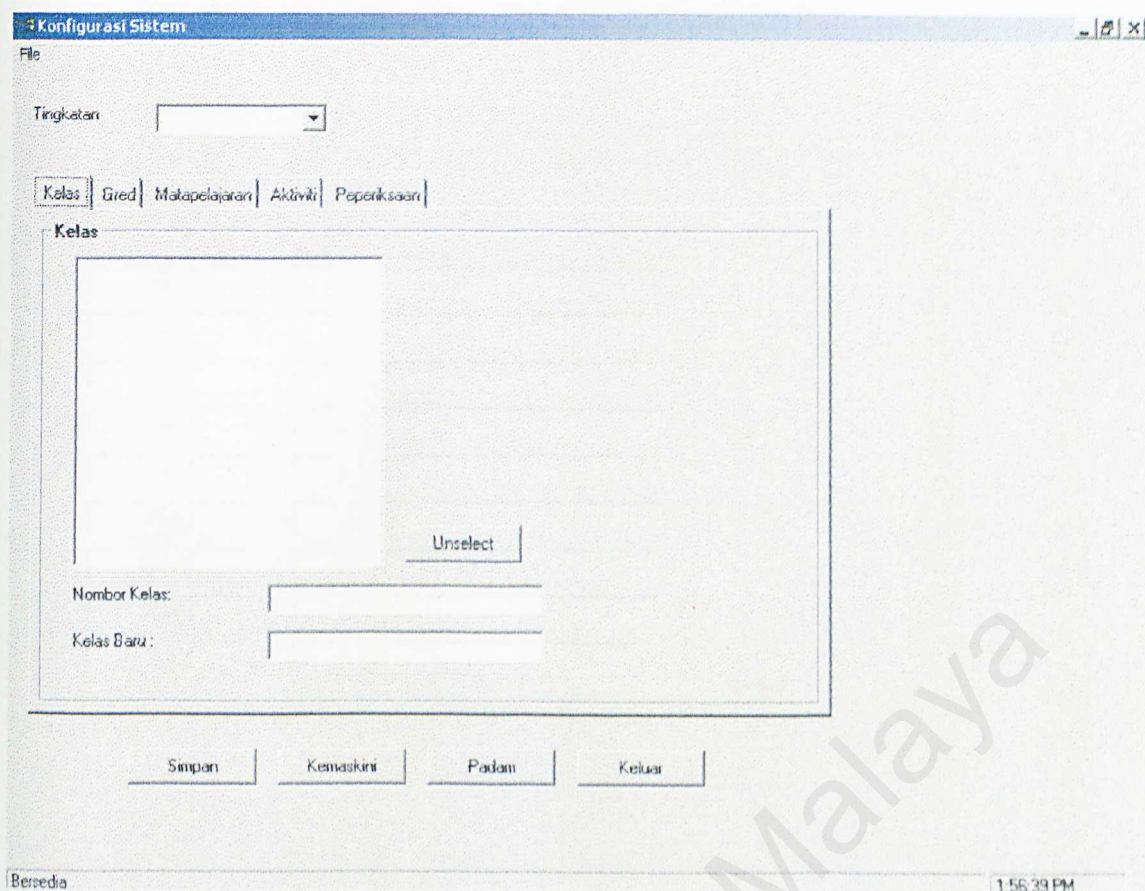 Konfigurasi Sistem
File
Tingkatan
Kelas Gred Matapelajaran Aktiviti Peperiksaan
Kelas
Unselect
Nombor Kelas:
Kelas Baru :
Simpan Kemaskini Padam Keluar
Malaya
Bersedia 1:56:39 PM